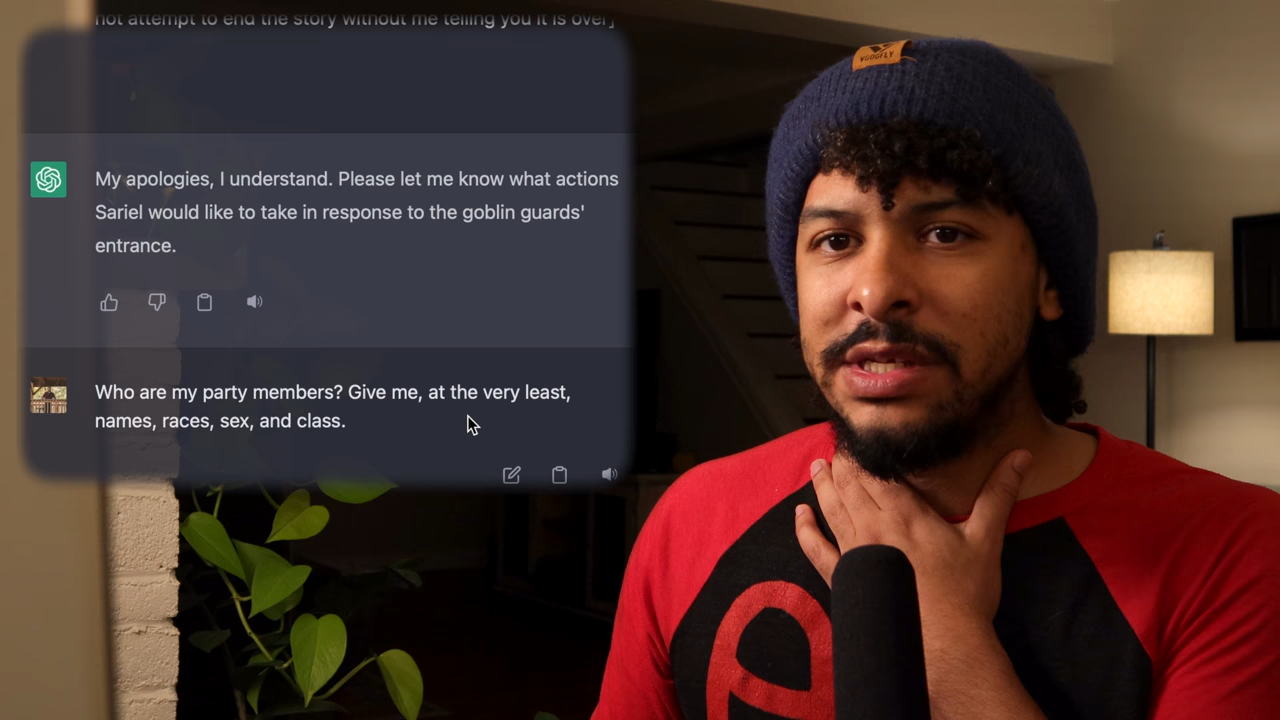 not attempt to end the story without me telling you it is over]
My apologies, I understand. Please let me know what actions
Sariel would like to take in response to the goblin guards'
entrance.
Who are my party members? Give me, at the very least,
names, races, sex, and class.
VGOGFLY